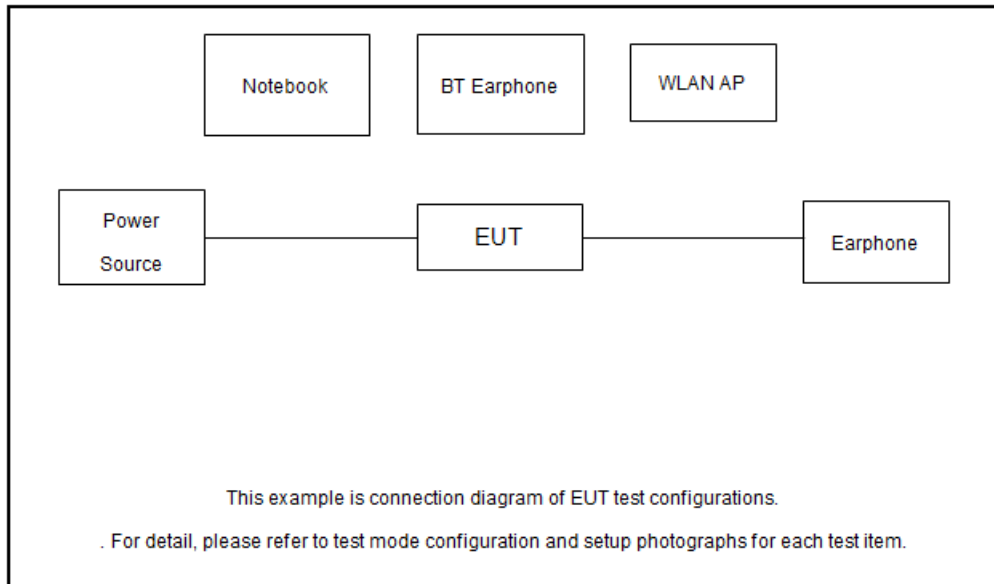 Notebook
BT Earphone
WLAN AP
Power
Source
EUT
Earphone
This example is connection diagram of EUT test configurations.
. For detail, please refer to test mode configuration and setup photographs for each test item.